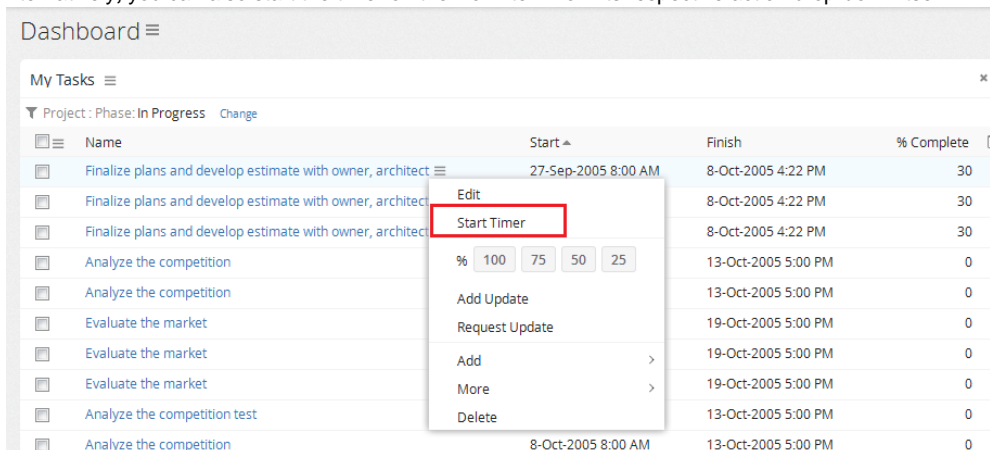 Dashboard
My Tasks
Project : Phase: In Progress Change
Name Start Finish % Complete
Finalize plans and develop estimate with owner, architect 27-Sep-2005 8:00 AM 8-Oct-2005 4:22 PM 30
Finalize plans and develop estimate with owner, architect 8-Oct-2005 4:22 PM 30
Finalize plans and develop estimate with owner, architect 8-Oct-2005 4:22 PM 30
Analyze the competition 13-Oct-2005 5:00 PM 0
Analyze the competition 13-Oct-2005 5:00 PM 0
Evaluate the market 19-Oct-2005 5:00 PM 0
Evaluate the market 19-Oct-2005 5:00 PM 0
Evaluate the market 19-Oct-2005 5:00 PM 0
Analyze the competition test 13-Oct-2005 5:00 PM 0
Analyze the competition 8-Oct-2005 8:00 AM 13-Oct-2005 5:00 PM 0
Edit
Start Timer
% 100 75 50 25
Add Update
Request Update
Add
More
Delete